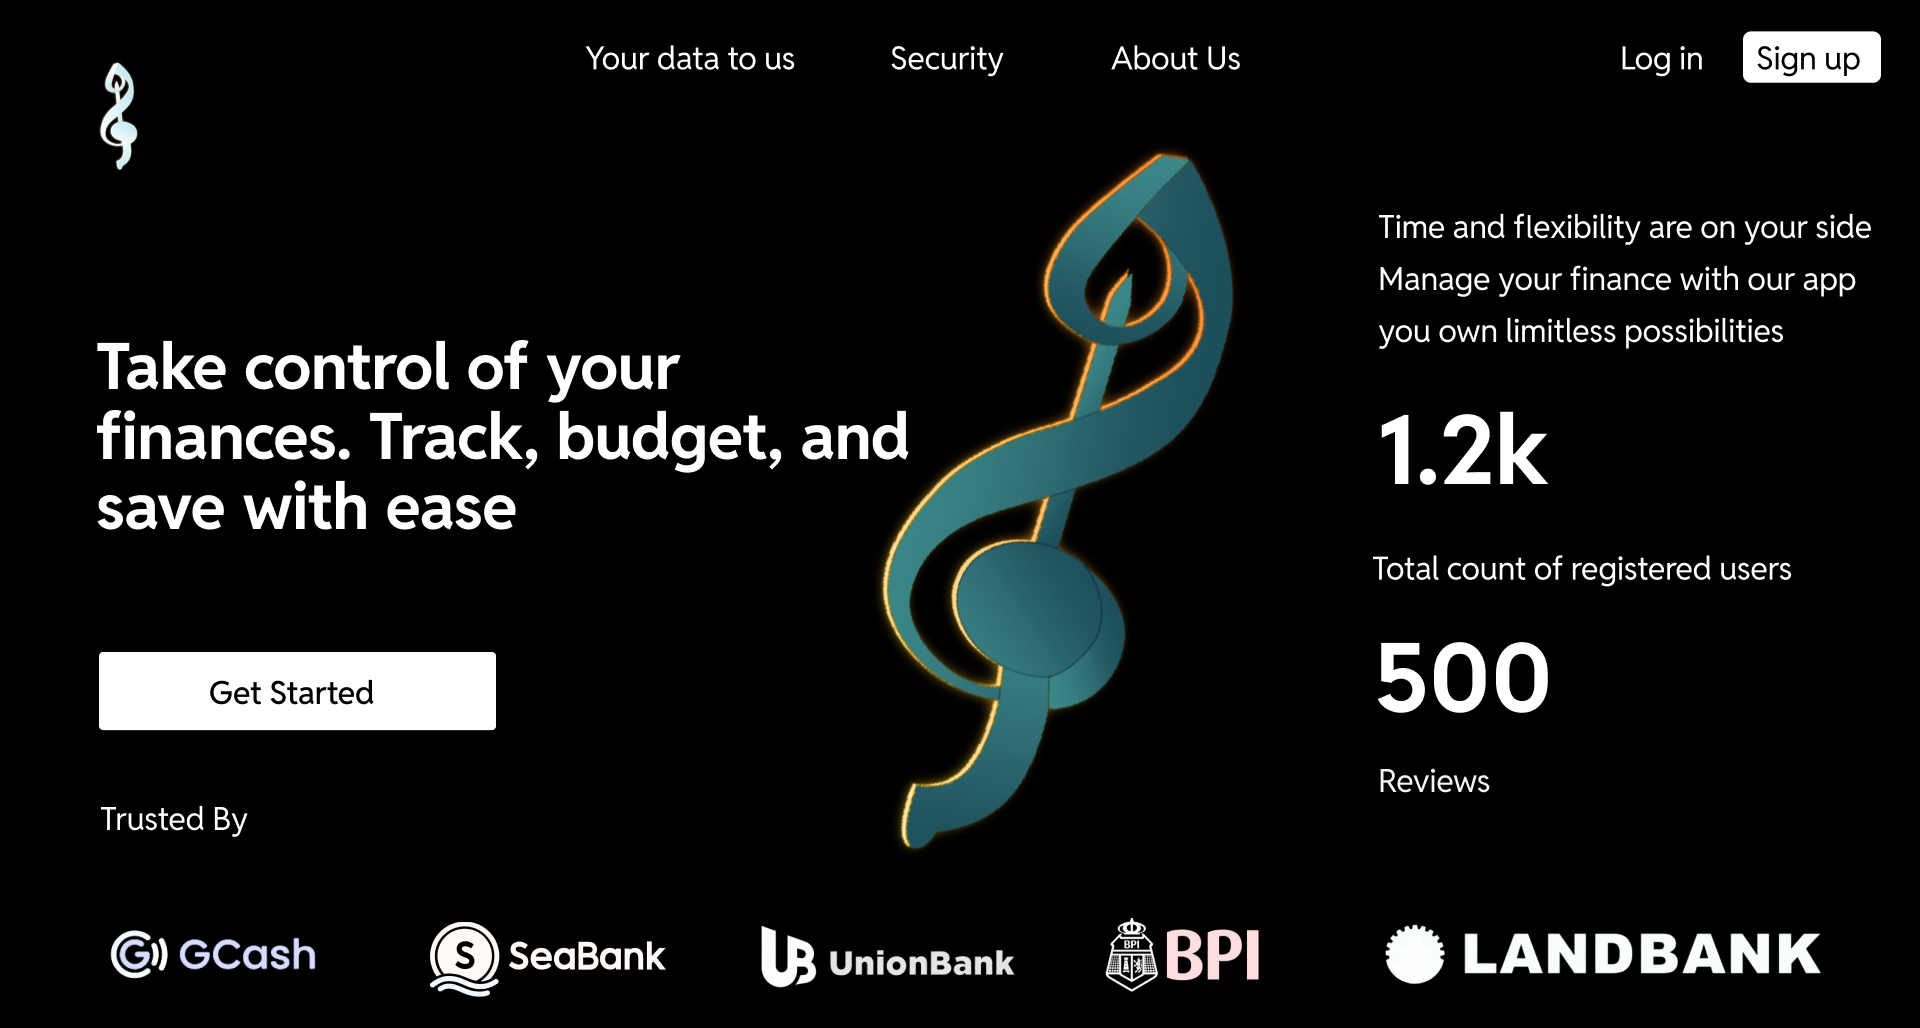 Your data to us
Security
About Us
Log in
Sign up
Take control of your
finances. Track, budget, and
save with ease
Get Started
Time and flexibility are on your side
Manage your finance with our app
you own limitless possibilities
1.2k
Total count of registered users
500
Reviews
Trusted By
GCash
S SeaBank
UB UnionBank
BPI BPI
LANDBANK